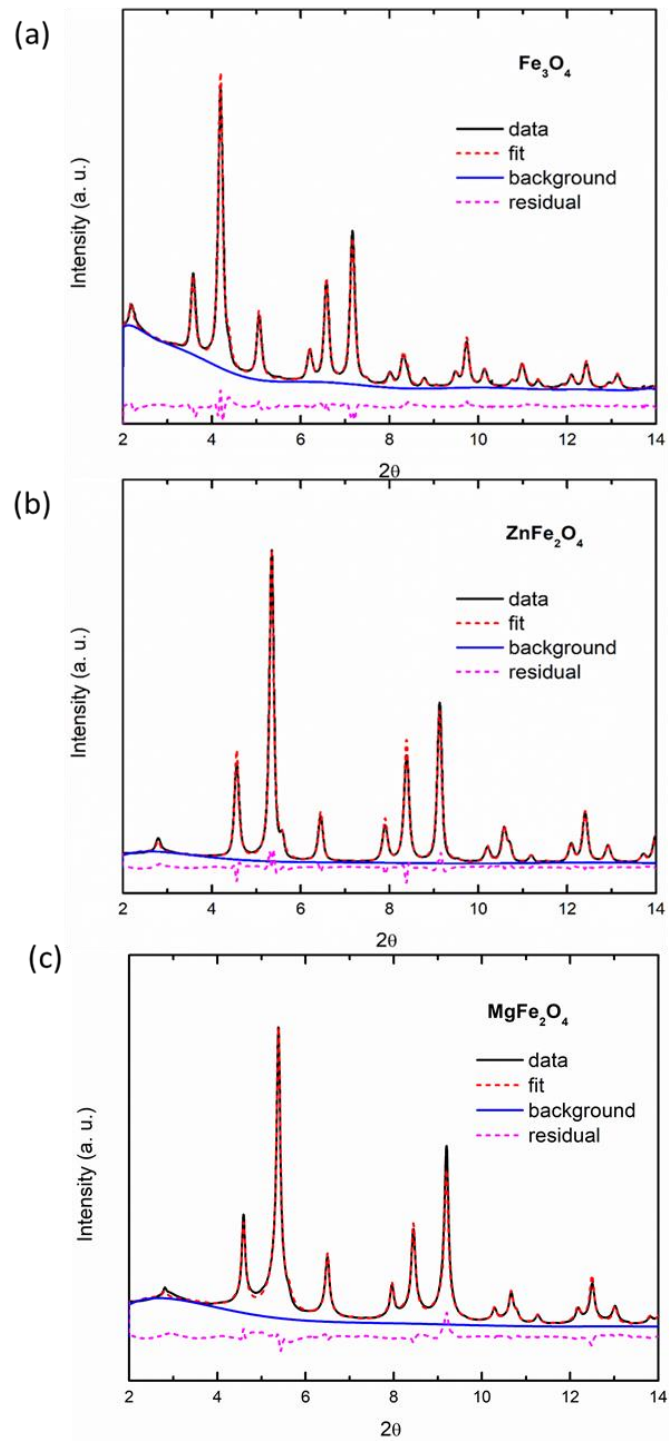 (a)
Fe₃O₄
data
fit
background
residual
Intensity (a. u.)
2 4 6 8 10 12 14
2θ
(b)
ZnFe₂O₄
data
fit
background
residual
Intensity (a. u.)
2 4 6 8 10 12 14
2θ
(c)
MgFe₂O₄
data
fit
background
residual
Intensity (a. u.)
2 4 6 8 10 12 14
2θ